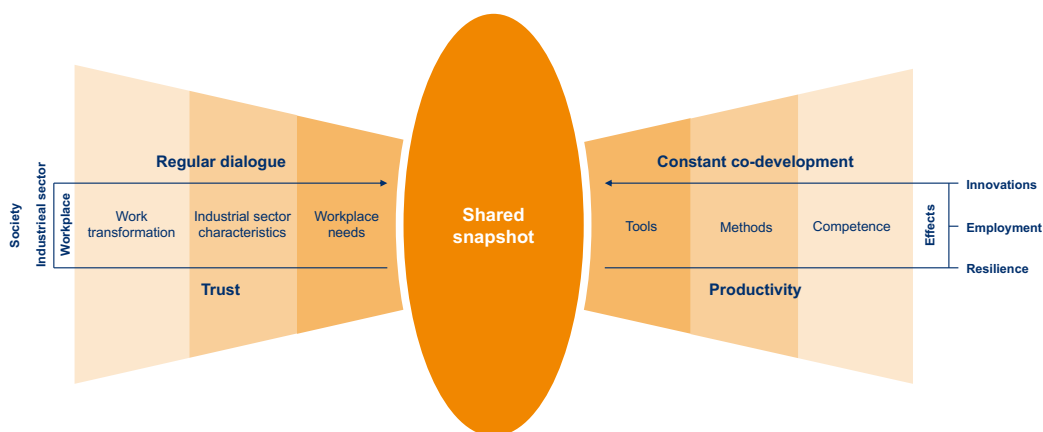 Society
Industrieal sector
Workplace
Regular dialogue
Work
transformation
Industrial sector
characteristics
Workplace
needs
Trust
Shared
snapshot
Constant co-development
Tools
Methods
Competence
Productivity
Effects
Innovations
Employment
Resilience